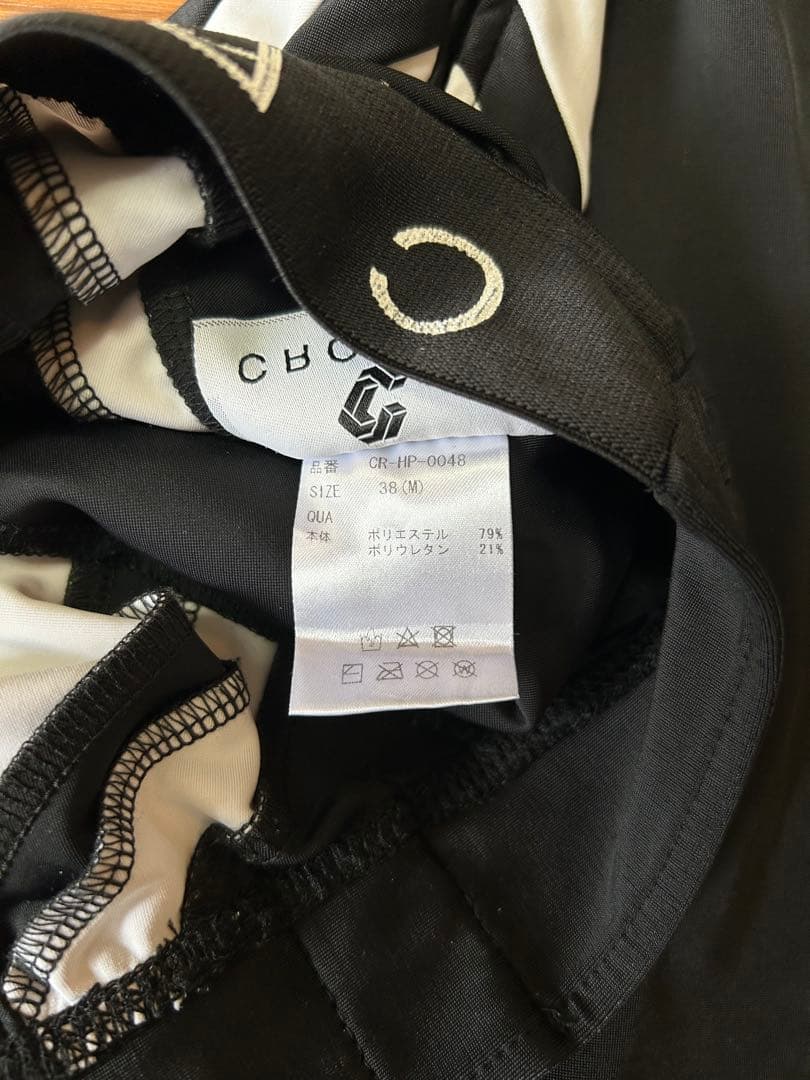 CRO
品番 CR-HP-0048
SIZE 38(M)
QUA
本体 ポリエステル 79%
ポリウレタン 21%